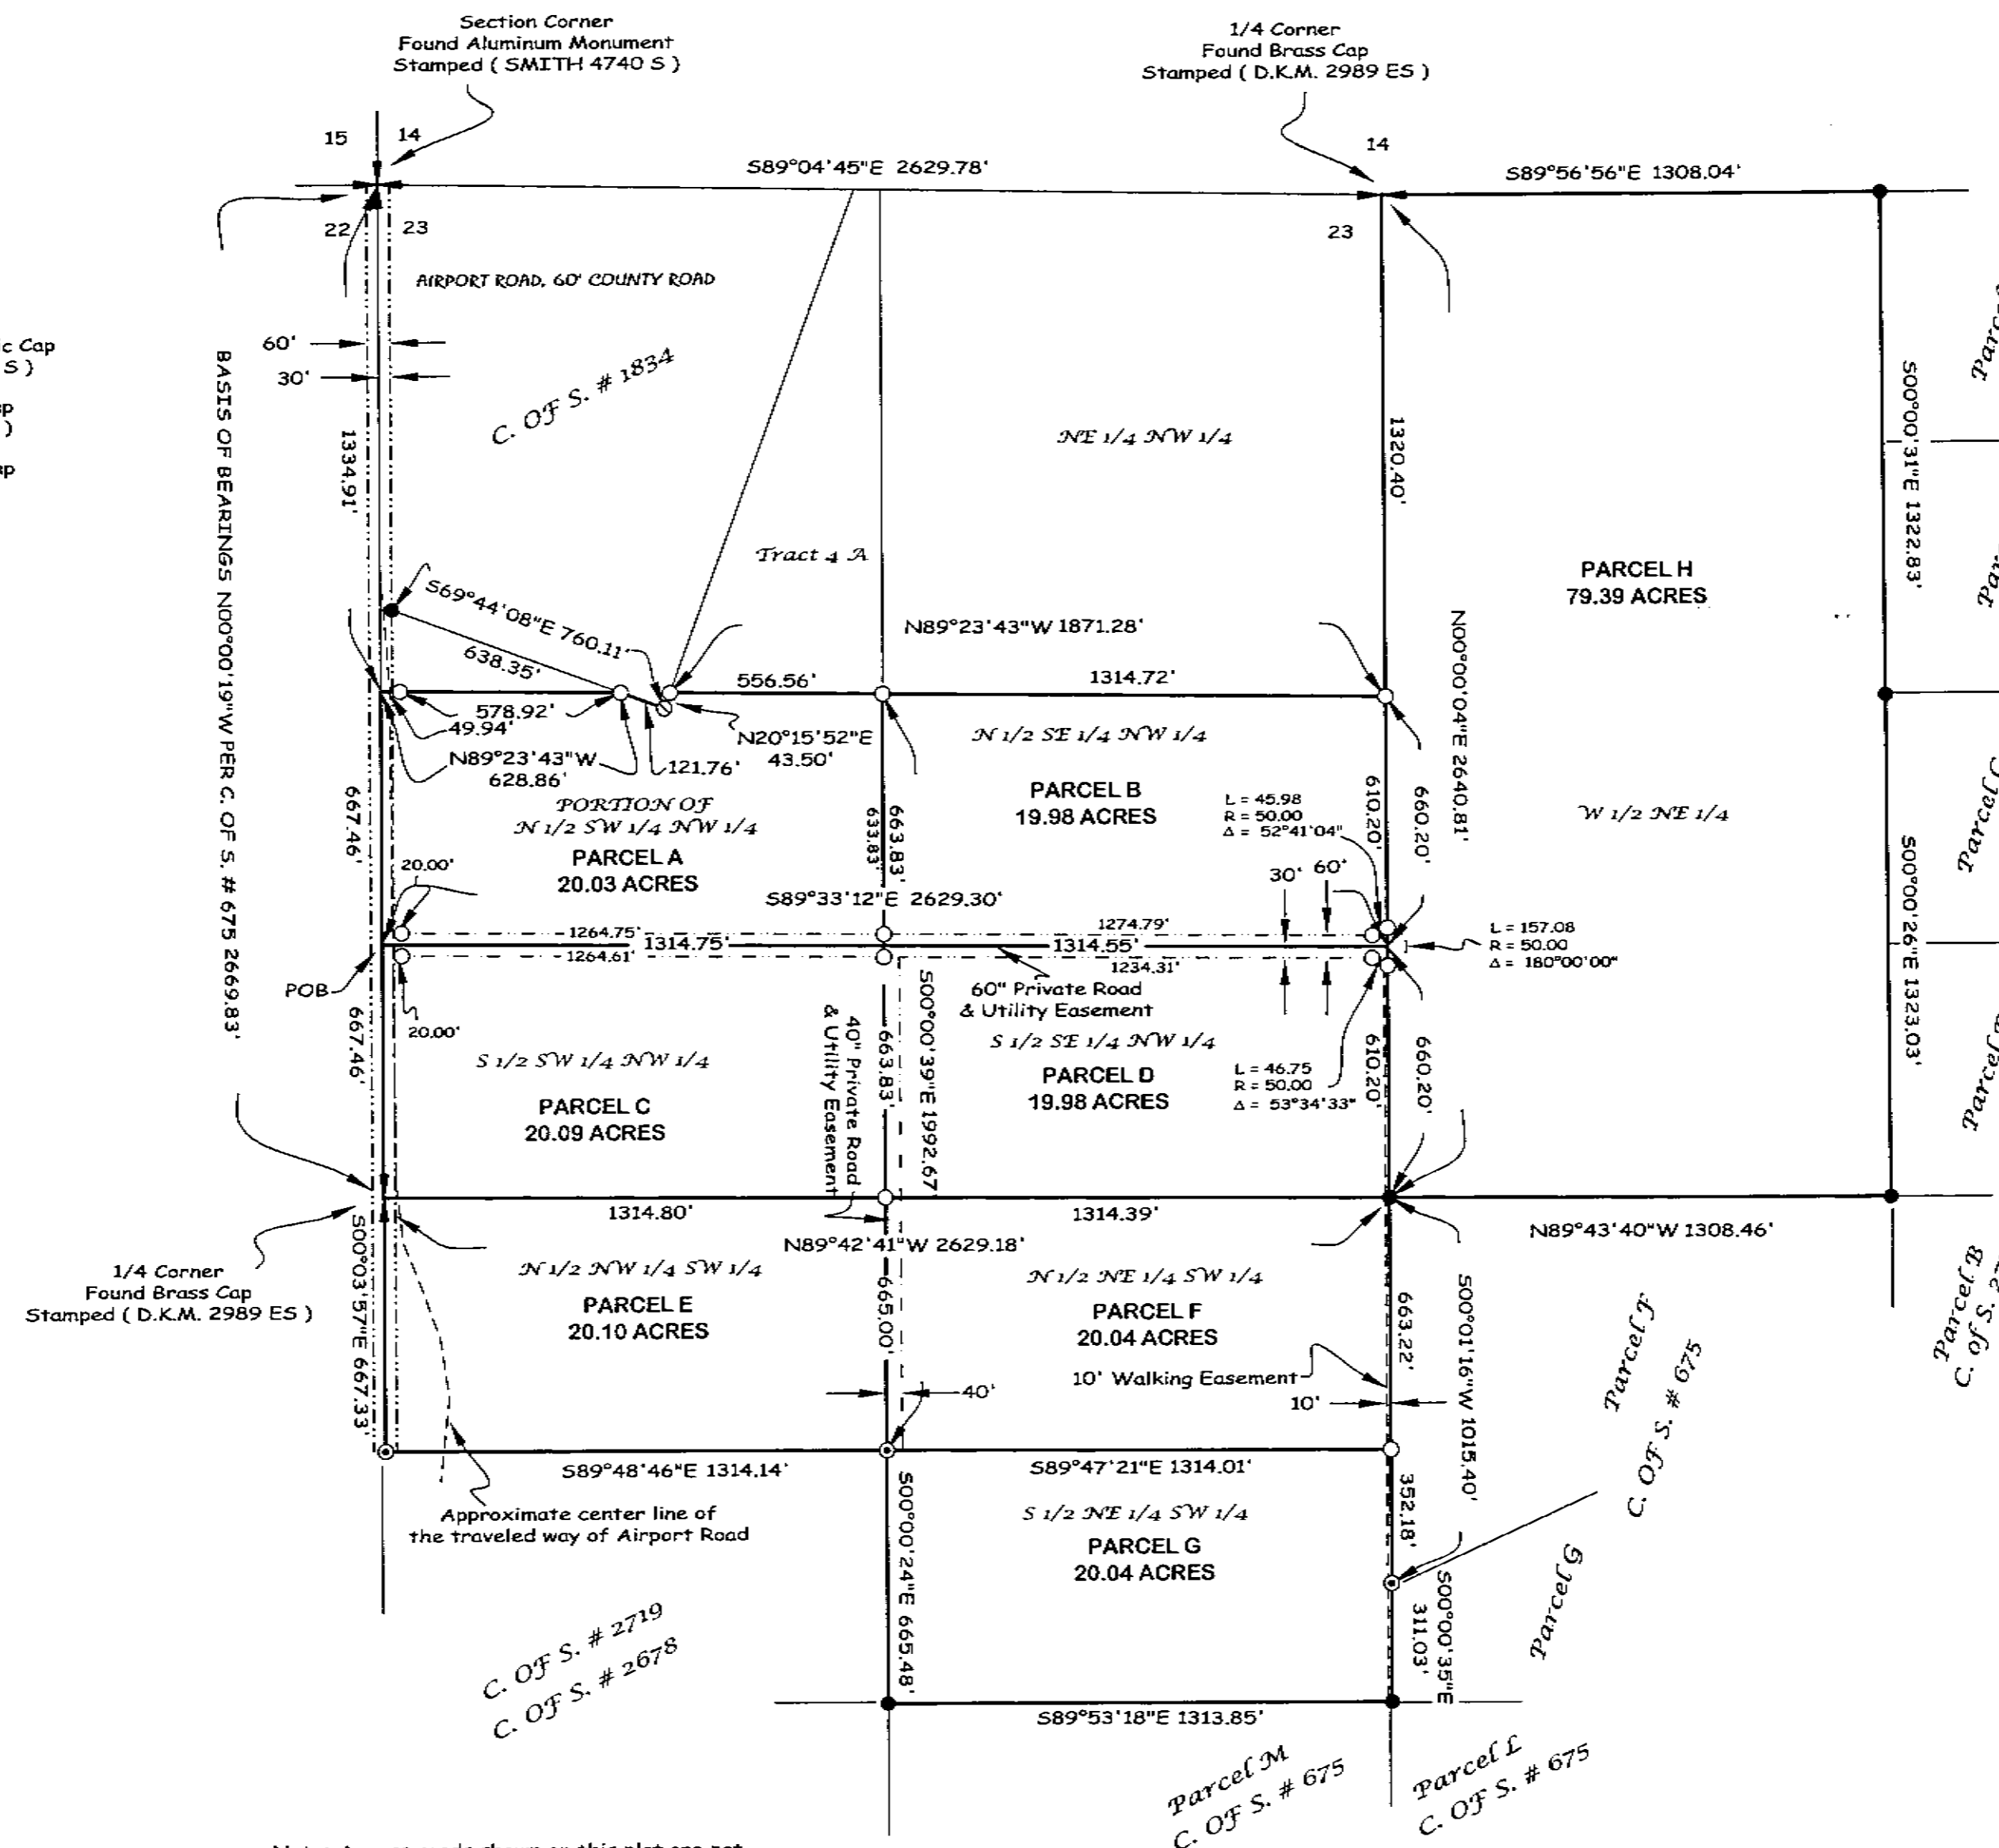 Section Corner
Found Aluminum Monument
Stamped ( SMITH 4740 S )
1/4 Corner
Found Brass Cap
Stamped ( D.K.M. 2989 ES )
15
14
14
S89°04'45"E 2629.78'
S89°56'56"E 1308.04'
22
23
23
AIRPORT ROAD, 60' COUNTY ROAD
c Cap
S )
60'
30'
)
C. OF S. # 1834
BASIS OF BEARINGS N00°00'19"W PER C. OF S. # 675 2669.83'
1334.91'
NE 1/4 NW 1/4
1320.40'
S00°00'31"E 1322.83'
Tract 4 A
PARCEL H
79.39 ACRES
S69°44'08"E 760.11'
638.35'
N89°23'43"W 1871.28'
N00°00'04"E 2640.81'
556.56'
1314.72'
578.92'
49.94'
N20°15'52"E
43.50'
N89°23'43"W
628.86'
121.76'
N 1/2 SE 1/4 NW 1/4
PORTION OF
N 1/2 SW 1/4 NW 1/4
PARCEL A
20.03 ACRES
PARCEL B
19.98 ACRES
L = 45.98
R = 50.00
Δ = 52°41'04"
610.20'
660.20'
W 1/2 NE 1/4
667.46'
633.83'
663.83'
20.00'
30'
60'
S89°33'12"E 2629.30'
1264.75'
1314.75'
1264.61'
1274.79'
1314.55'
1234.31'
L = 157.08
R = 50.00
Δ = 180°00'00"
S00°00'26"E 1323.03'
Parcel C
POB
20.00'
60" Private Road
& Utility Easement
667.46'
40" Private Road
& Utility Easement
663.83'
S00°00'39"E 1992.67'
S 1/2 SW 1/4 NW 1/4
S 1/2 SE 1/4 NW 1/4
PARCEL C
20.09 ACRES
PARCEL D
19.98 ACRES
L = 46.75
R = 50.00
Δ = 53°34'33"
610.20'
660.20'
1314.80'
1314.39'
N89°42'41"W 2629.18'
N89°43'40"W 1308.46'
1/4 Corner
Found Brass Cap
Stamped ( D.K.M. 2989 ES )
S00°03'57"E 667.33'
N 1/2 NW 1/4 SW 1/4
PARCEL E
20.10 ACRES
665.00'
N 1/2 NE 1/4 SW 1/4
PARCEL F
20.04 ACRES
10' Walking Easement
663.22'
S00°01'16"W 1015.40'
Parcel F
C. OF S. # 675
Parcel B
C. of S.
40'
10'
S89°48'46"E 1314.14'
S89°47'21"E 1314.01'
Approximate center line of
the traveled way of Airport Road
S 1/2 NE 1/4 SW 1/4
PARCEL G
20.04 ACRES
S00°00'24"E 665.48'
352.18'
311.03'
S00°00'35"E
Parcel G
C. OF S. # 2719
C. OF S. # 2678
S89°53'18"E 1313.85'
Parcel M
C. OF S. # 675
Parcel L
C. OF S. # 675